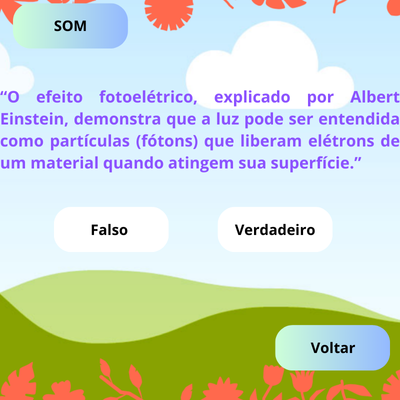 SOM
“O efeito fotoelétrico, explicado por Albert
Einstein, demonstra que a luz pode ser entendida
como partículas (fótons) que liberam elétrons de
um material quando atingem sua superfície.”
Falso
Verdadeiro
Voltar